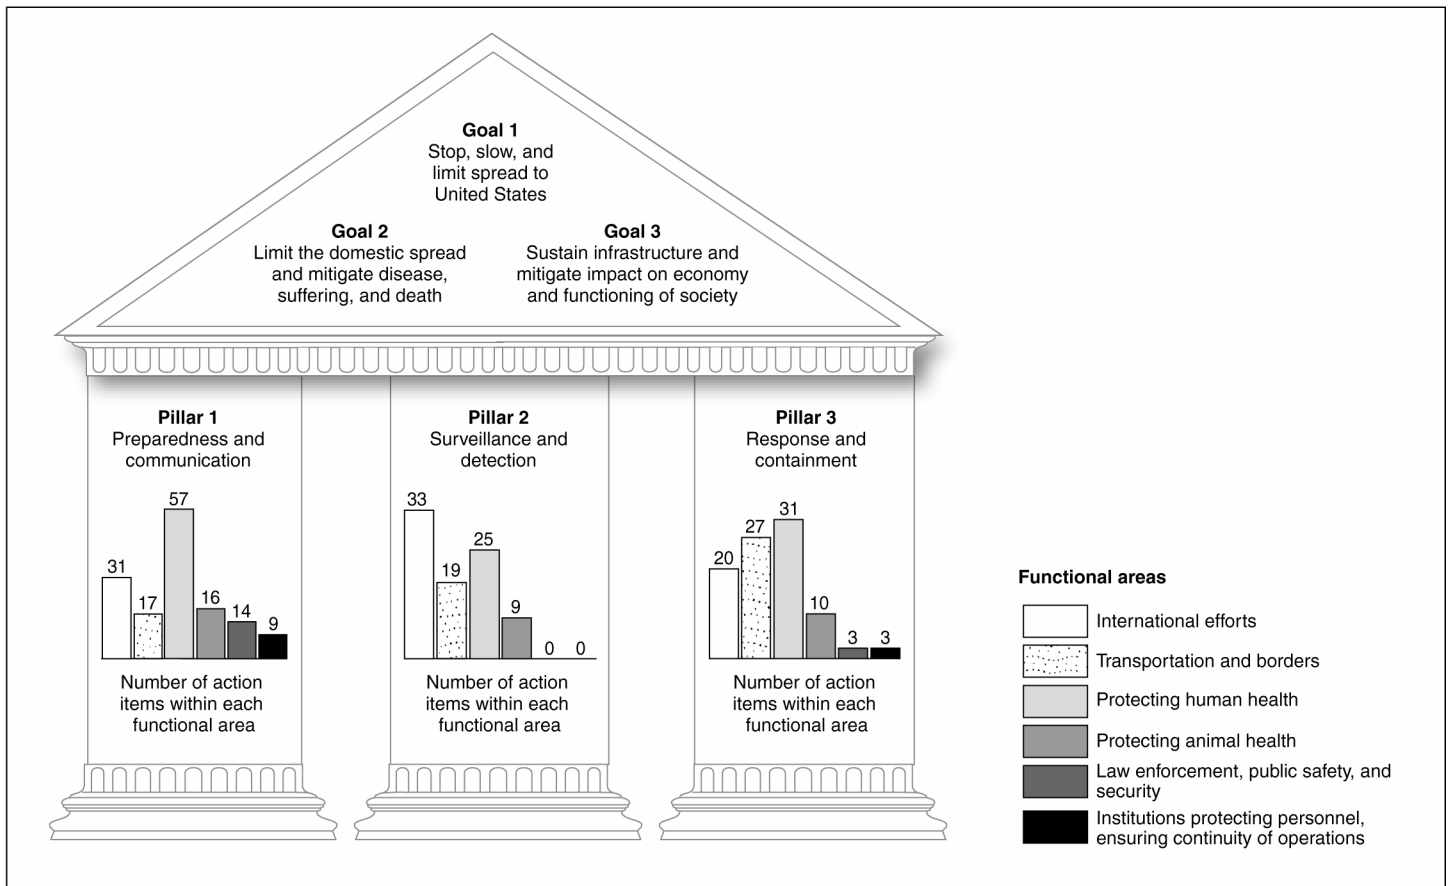 Goal 1
Stop, slow, and
limit spread to
United States
Goal 2
Limit the domestic spread
and mitigate disease,
suffering, and death
Goal 3
Sustain infrastructure and
mitigate impact on economy
and functioning of society
Pillar 1
Preparedness and
communication
57
31
17
16
14
9
Number of action
items within each
functional area
Pillar 2
Surveillance and
detection
33
19
25
9
0
0
Number of action
items within each
functional area
Pillar 3
Response and
containment
20
27
31
10
3
3
Number of action
items within each
functional area
Functional areas
International efforts
Transportation and borders
Protecting human health
Protecting animal health
Law enforcement, public safety, and
security
Institutions protecting personnel,
ensuring continuity of operations